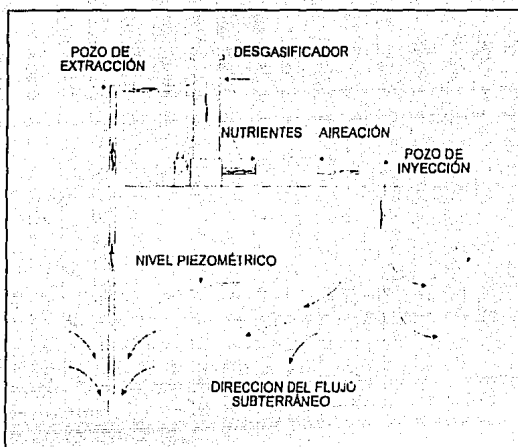 POZO DE
EXTRACCIÓN
DESGASIFICADOR
NUTRIENTES
AIREACIÓN
POZO DE
INYECCIÓN
NIVEL PIEZOMÉTRICO
DIRECCION DEL FLUJO
SUBTERRÁNEO